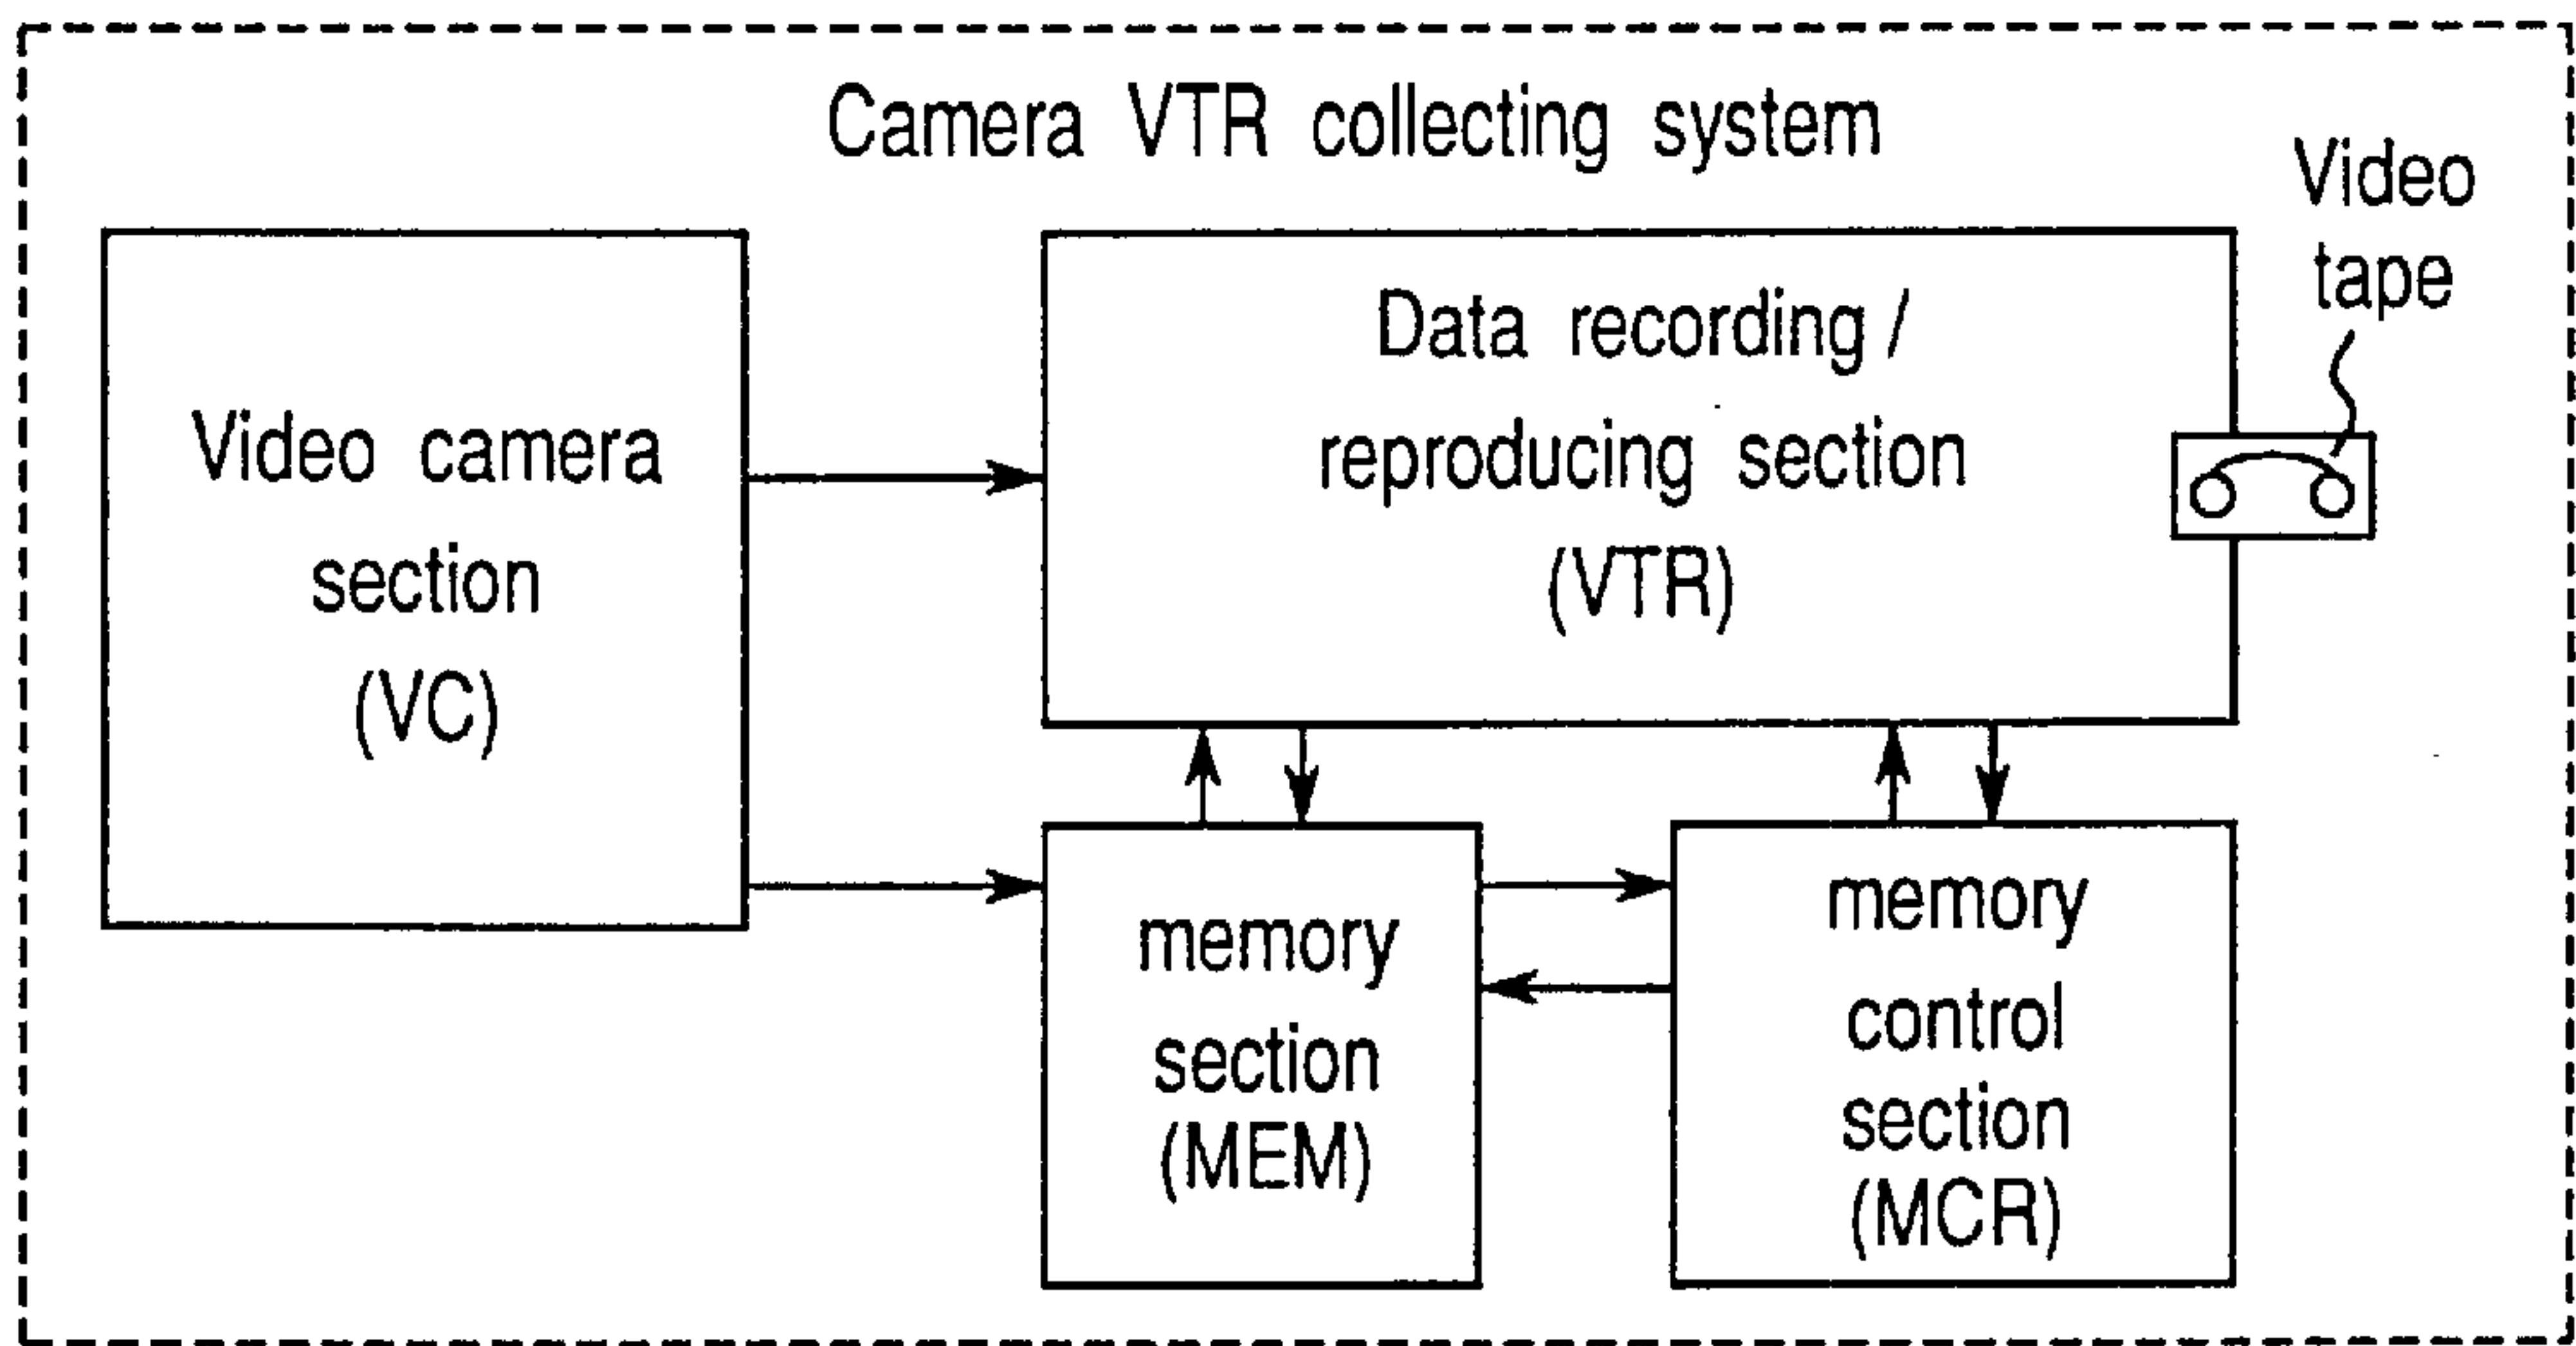 Camera VTR collecting system
Video
tape
Video camera
section
(VC)
Data recording /
reproducing section
(VTR)
memory
section
(MEM)
memory
control
section
(MCR)